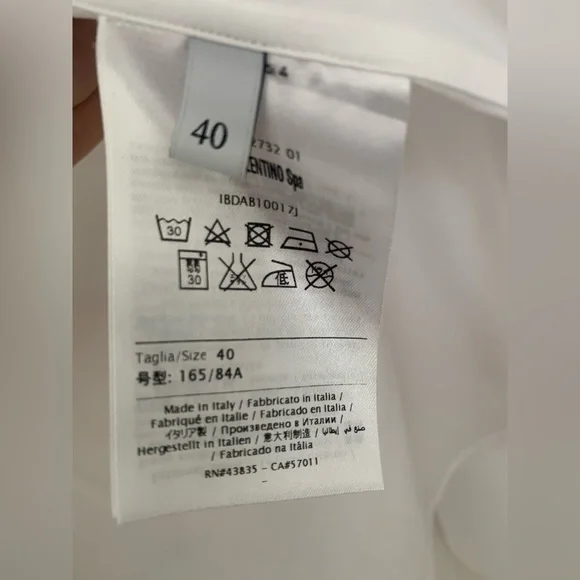 40
2732 01
ENTINO Spa
IBDAB10017J
30
30
低
Taglia/Size 40
号型: 165/84A
Made in Italy / Fabbricato in Italia /
Fabriqué en Italie / Fabricado en Italia /
イタリア製 / Произведено в Италии /
Hergestellt in Italien / 意大利制造 / صنع في إيطاليا
/ Fabricado na Itália
RN#43835 - CA#57011